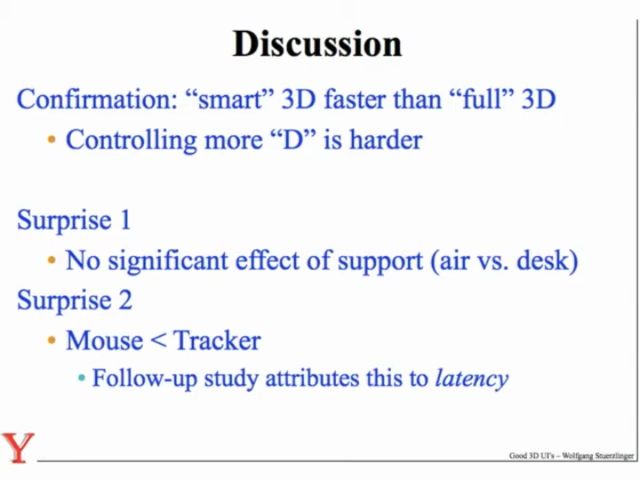 Discussion
Confirmation: “smart” 3D faster than “full” 3D
• Controlling more “D” is harder
Surprise 1
• No significant effect of support (air vs. desk)
Surprise 2
• Mouse < Tracker
• Follow-up study attributes this to latency
Y
Good 3D UI's – Wolfgang Stuerzlinger